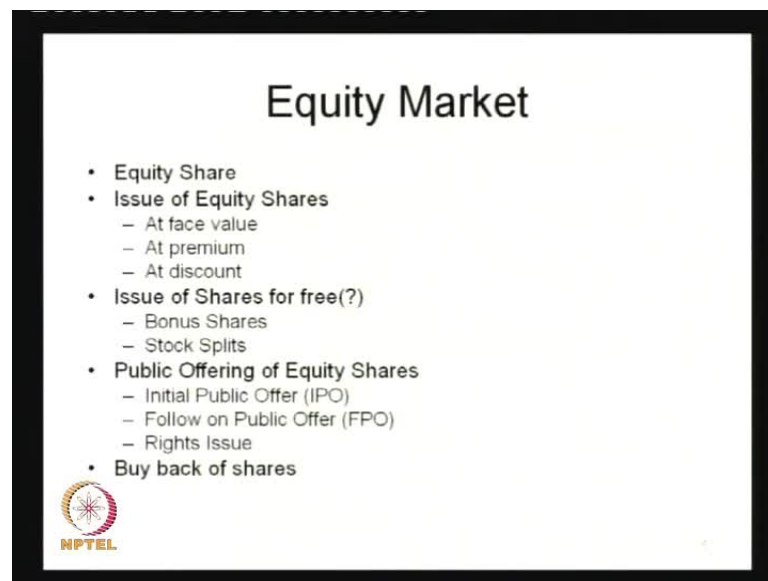 Equity Market
• Equity Share
• Issue of Equity Shares
– At face value
– At premium
– At discount
• Issue of Shares for free(?)
– Bonus Shares
– Stock Splits
• Public Offering of Equity Shares
– Initial Public Offer (IPO)
– Follow on Public Offer (FPO)
– Rights Issue
• Buy back of shares
NPTEL